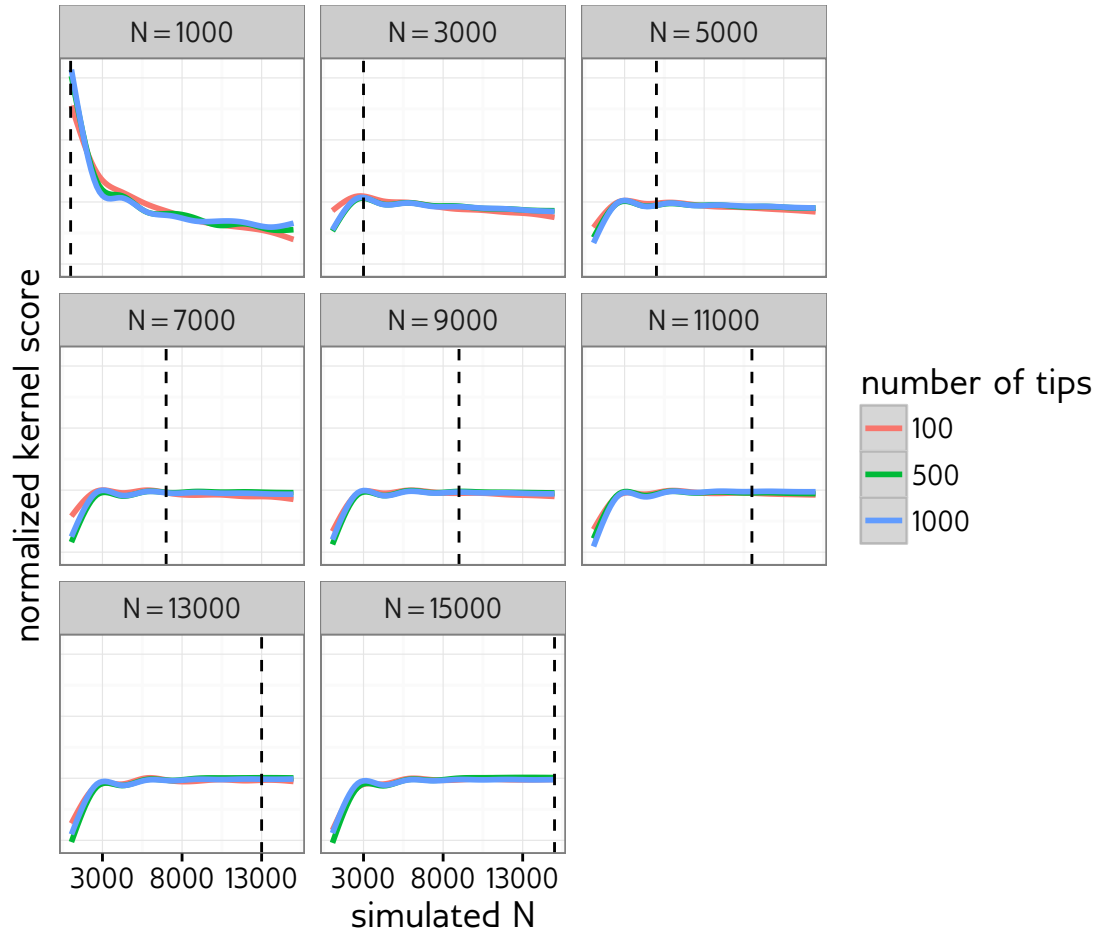 N = 1000
N = 3000
N = 5000
N = 7000
N = 9000
N = 11000
N = 13000
N = 15000
normalized kernel score
3000 8000 13000
3000 8000 13000
simulated N
number of tips
100
500
1000